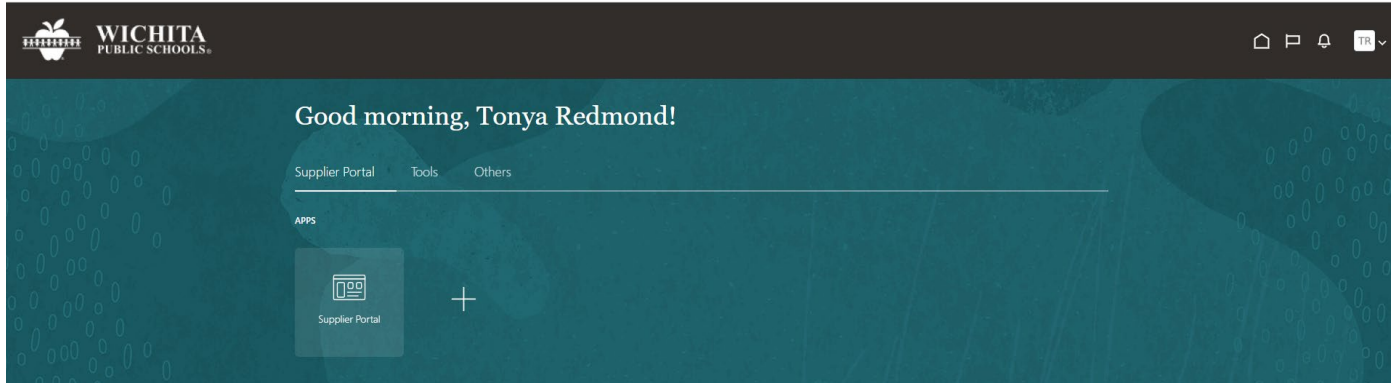 WICHITA
PUBLIC SCHOOLS®
TR
Good morning, Tonya Redmond!
Supplier Portal Tools Others
APPS
Supplier Portal